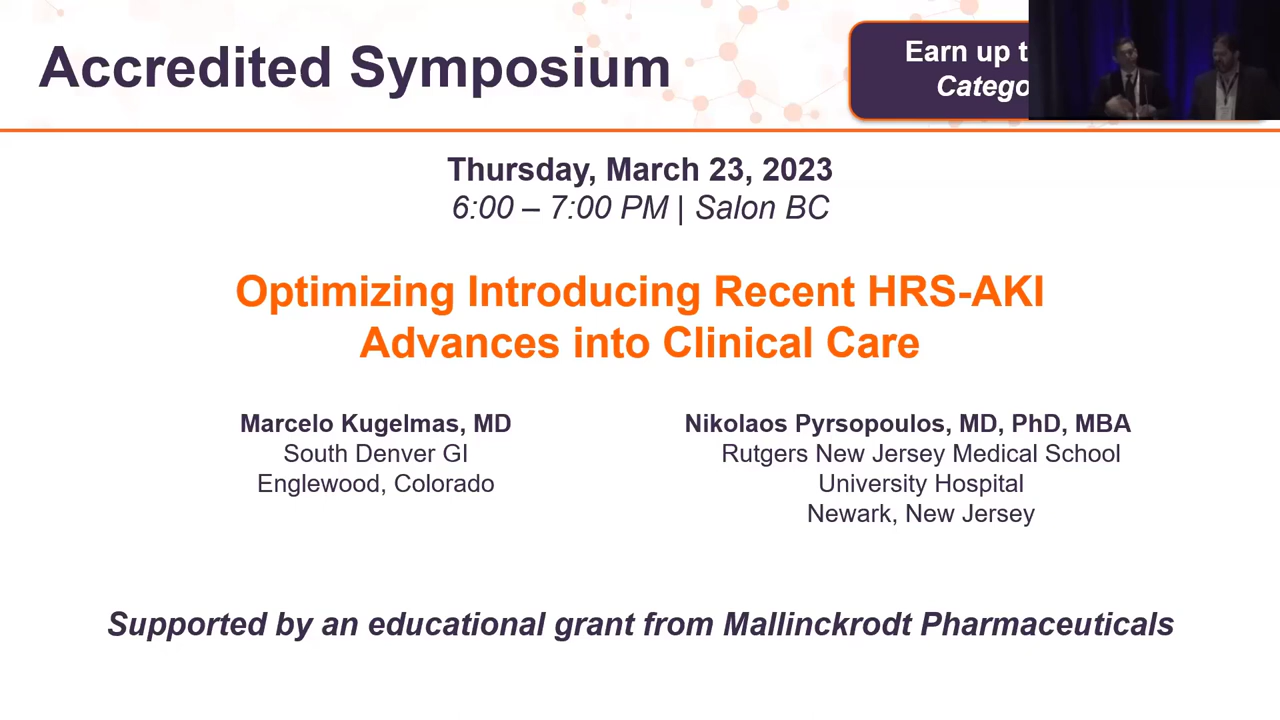 Accredited Symposium
Earn up t
Catego
Thursday, March 23, 2023
6:00 – 7:00 PM | Salon BC
Optimizing Introducing Recent HRS-AKI
Advances into Clinical Care
Marcelo Kugelmas, MD
South Denver GI
Englewood, Colorado
Nikolaos Pyrsopoulos, MD, PhD, MBA
Rutgers New Jersey Medical School
University Hospital
Newark, New Jersey
Supported by an educational grant from Mallinckrodt Pharmaceuticals